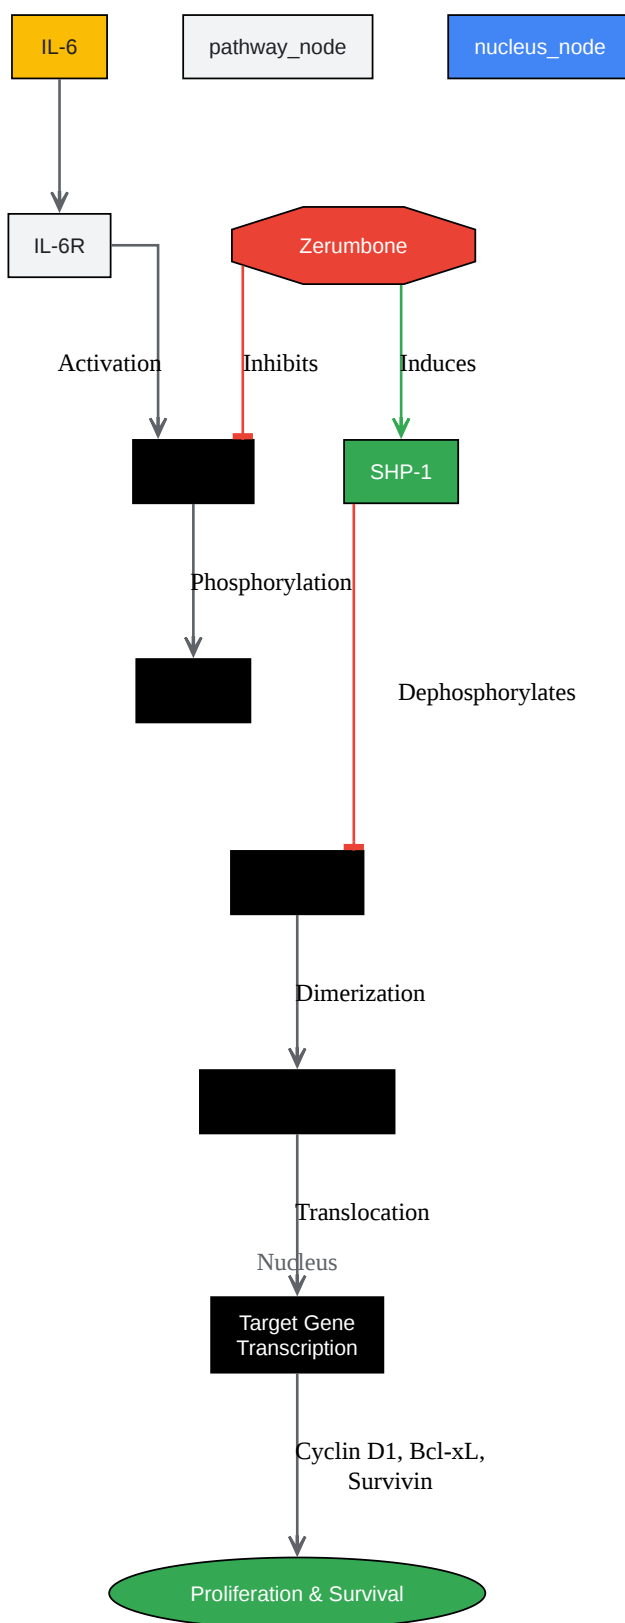 IL-6
pathway_node
nucleus_node
IL-6R
Zerumbone
Activation
Inhibits
Induces
SHP-1
Phosphorylation
Dephosphorylates
Dimerization
Translocation
Nucleus
Target Gene
Transcription
Cyclin D1, Bcl-xL,
Survivin
Proliferation & Survival